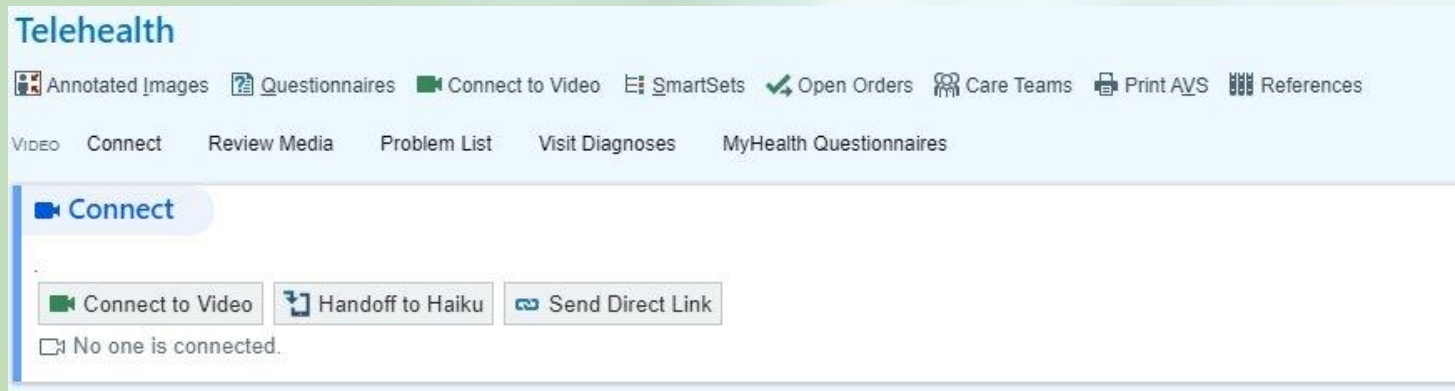 Telehealth
Annotated Images Questionnaires Connect to Video SmartSets Open Orders Care Teams Print AVS References
VIDEO Connect Review Media Problem List Visit Diagnoses MyHealth Questionnaires
Connect
.
Connect to Video Handoff to Haiku Send Direct Link
No one is connected.